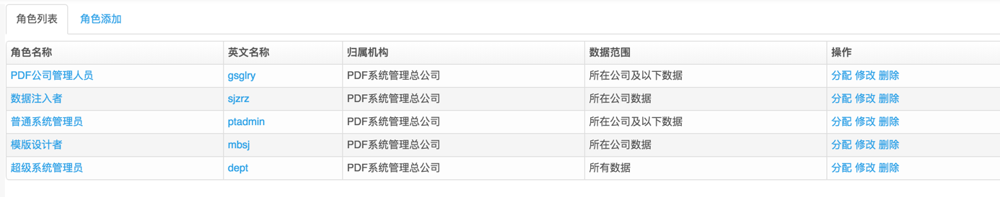 角色列表 角色添加
角色名称 英文名称 归属机构 数据范围 操作
PDF公司管理人员 gsglry PDF系统管理总公司 所在公司及以下数据 分配 修改 删除
数据注入者 sjzrz PDF系统管理总公司 所在公司数据 分配 修改 删除
普通系统管理员 ptadmin PDF系统管理总公司 所在公司及以下数据 分配 修改 删除
模版设计者 mbsj PDF系统管理总公司 所在公司数据 分配 修改 删除
超级系统管理员 dept PDF系统管理总公司 所有数据 分配 修改 删除